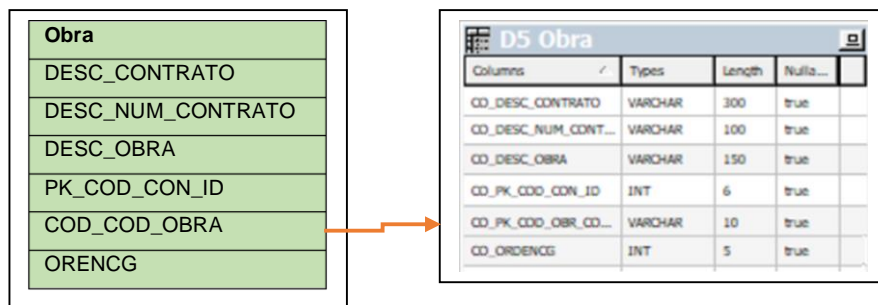 Obra
DESC_CONTRATO
DESC_NUM_CONTRATO
DESC_OBRA
PK_COD_CON_ID
COD_COD_OBRA
ORENCG
D5 Obra
Columns Types Length Nulla...
CO_DESC_CONTRATO VARCHAR 300 true
CO_DESC_NUM_CONT... VARCHAR 100 true
CO_DESC_OBRA VARCHAR 150 true
CO_PK_COD_CON_ID INT 6 true
CO_PK_COD_OBR_CO... VARCHAR 10 true
CO_ORDENCG INT 5 true